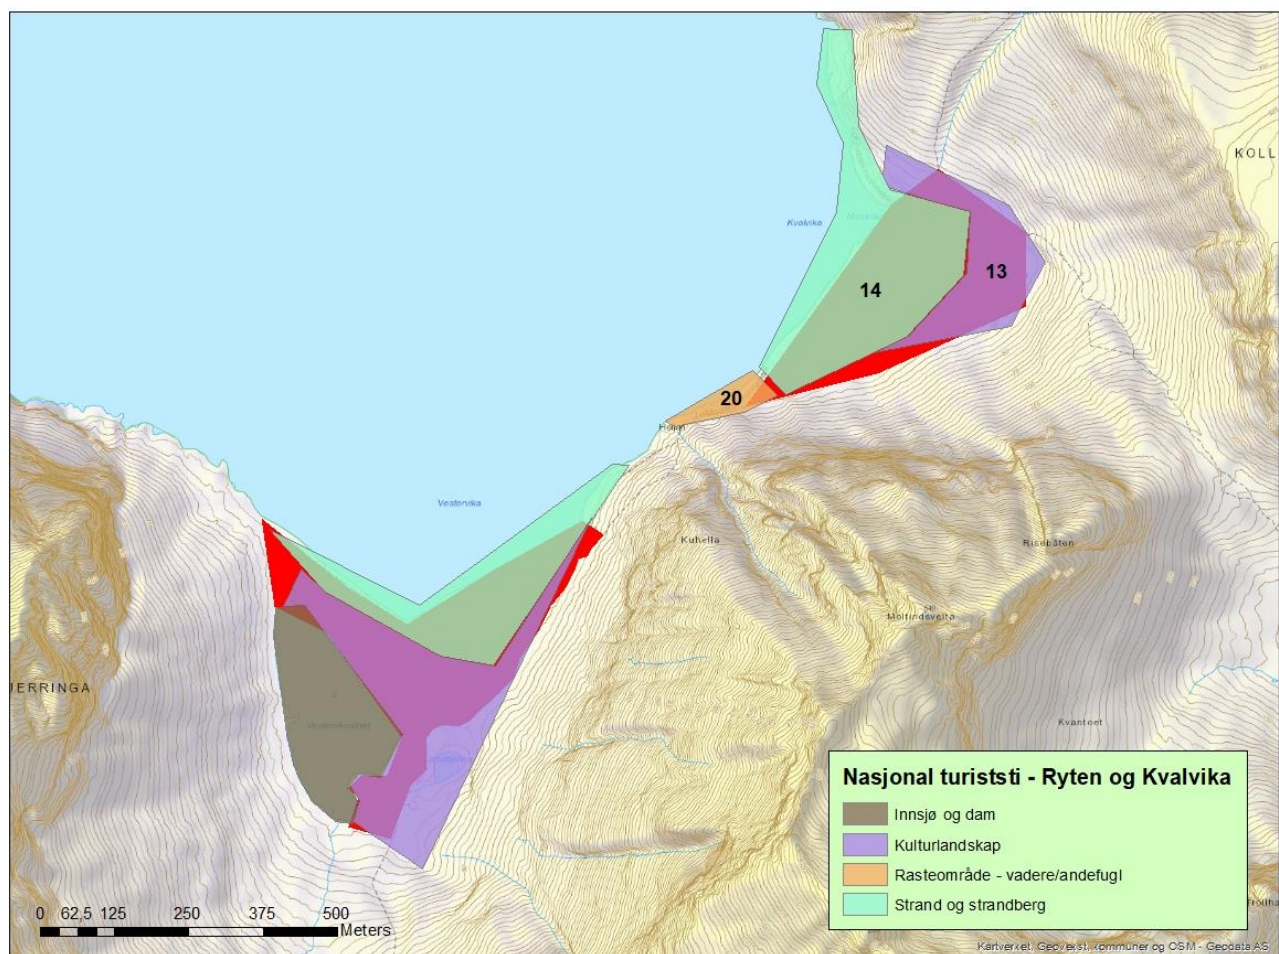 KOLL
Kvalvika
13
14
20
Vestervika
Kuhella
Risebåten
Moltindsveita
JERRINGA
Kvantoet
Nasjonal turiststi - Ryten og Kvalvika
Innsjø og dam
Kulturlandskap
Rasteområde - vadere/andefugl
Strand og strandberg
0 62,5 125 250 375 500
Meters
Kartverket, Geovekst, kommuner og OSM - Geodata AS